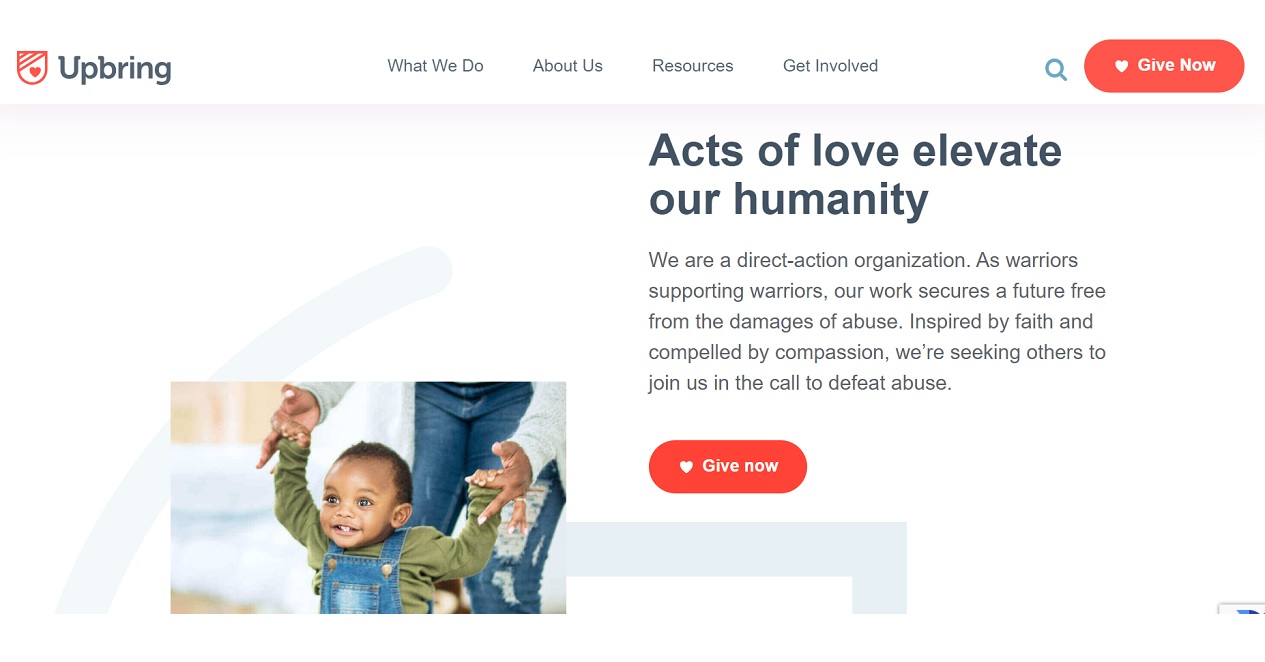 Upbring
What We Do
About Us
Resources
Get Involved
Give Now
Acts of love elevate
our humanity
We are a direct-action organization. As warriors
supporting warriors, our work secures a future free
from the damages of abuse. Inspired by faith and
compelled by compassion, we’re seeking others to
join us in the call to defeat abuse.
Give now